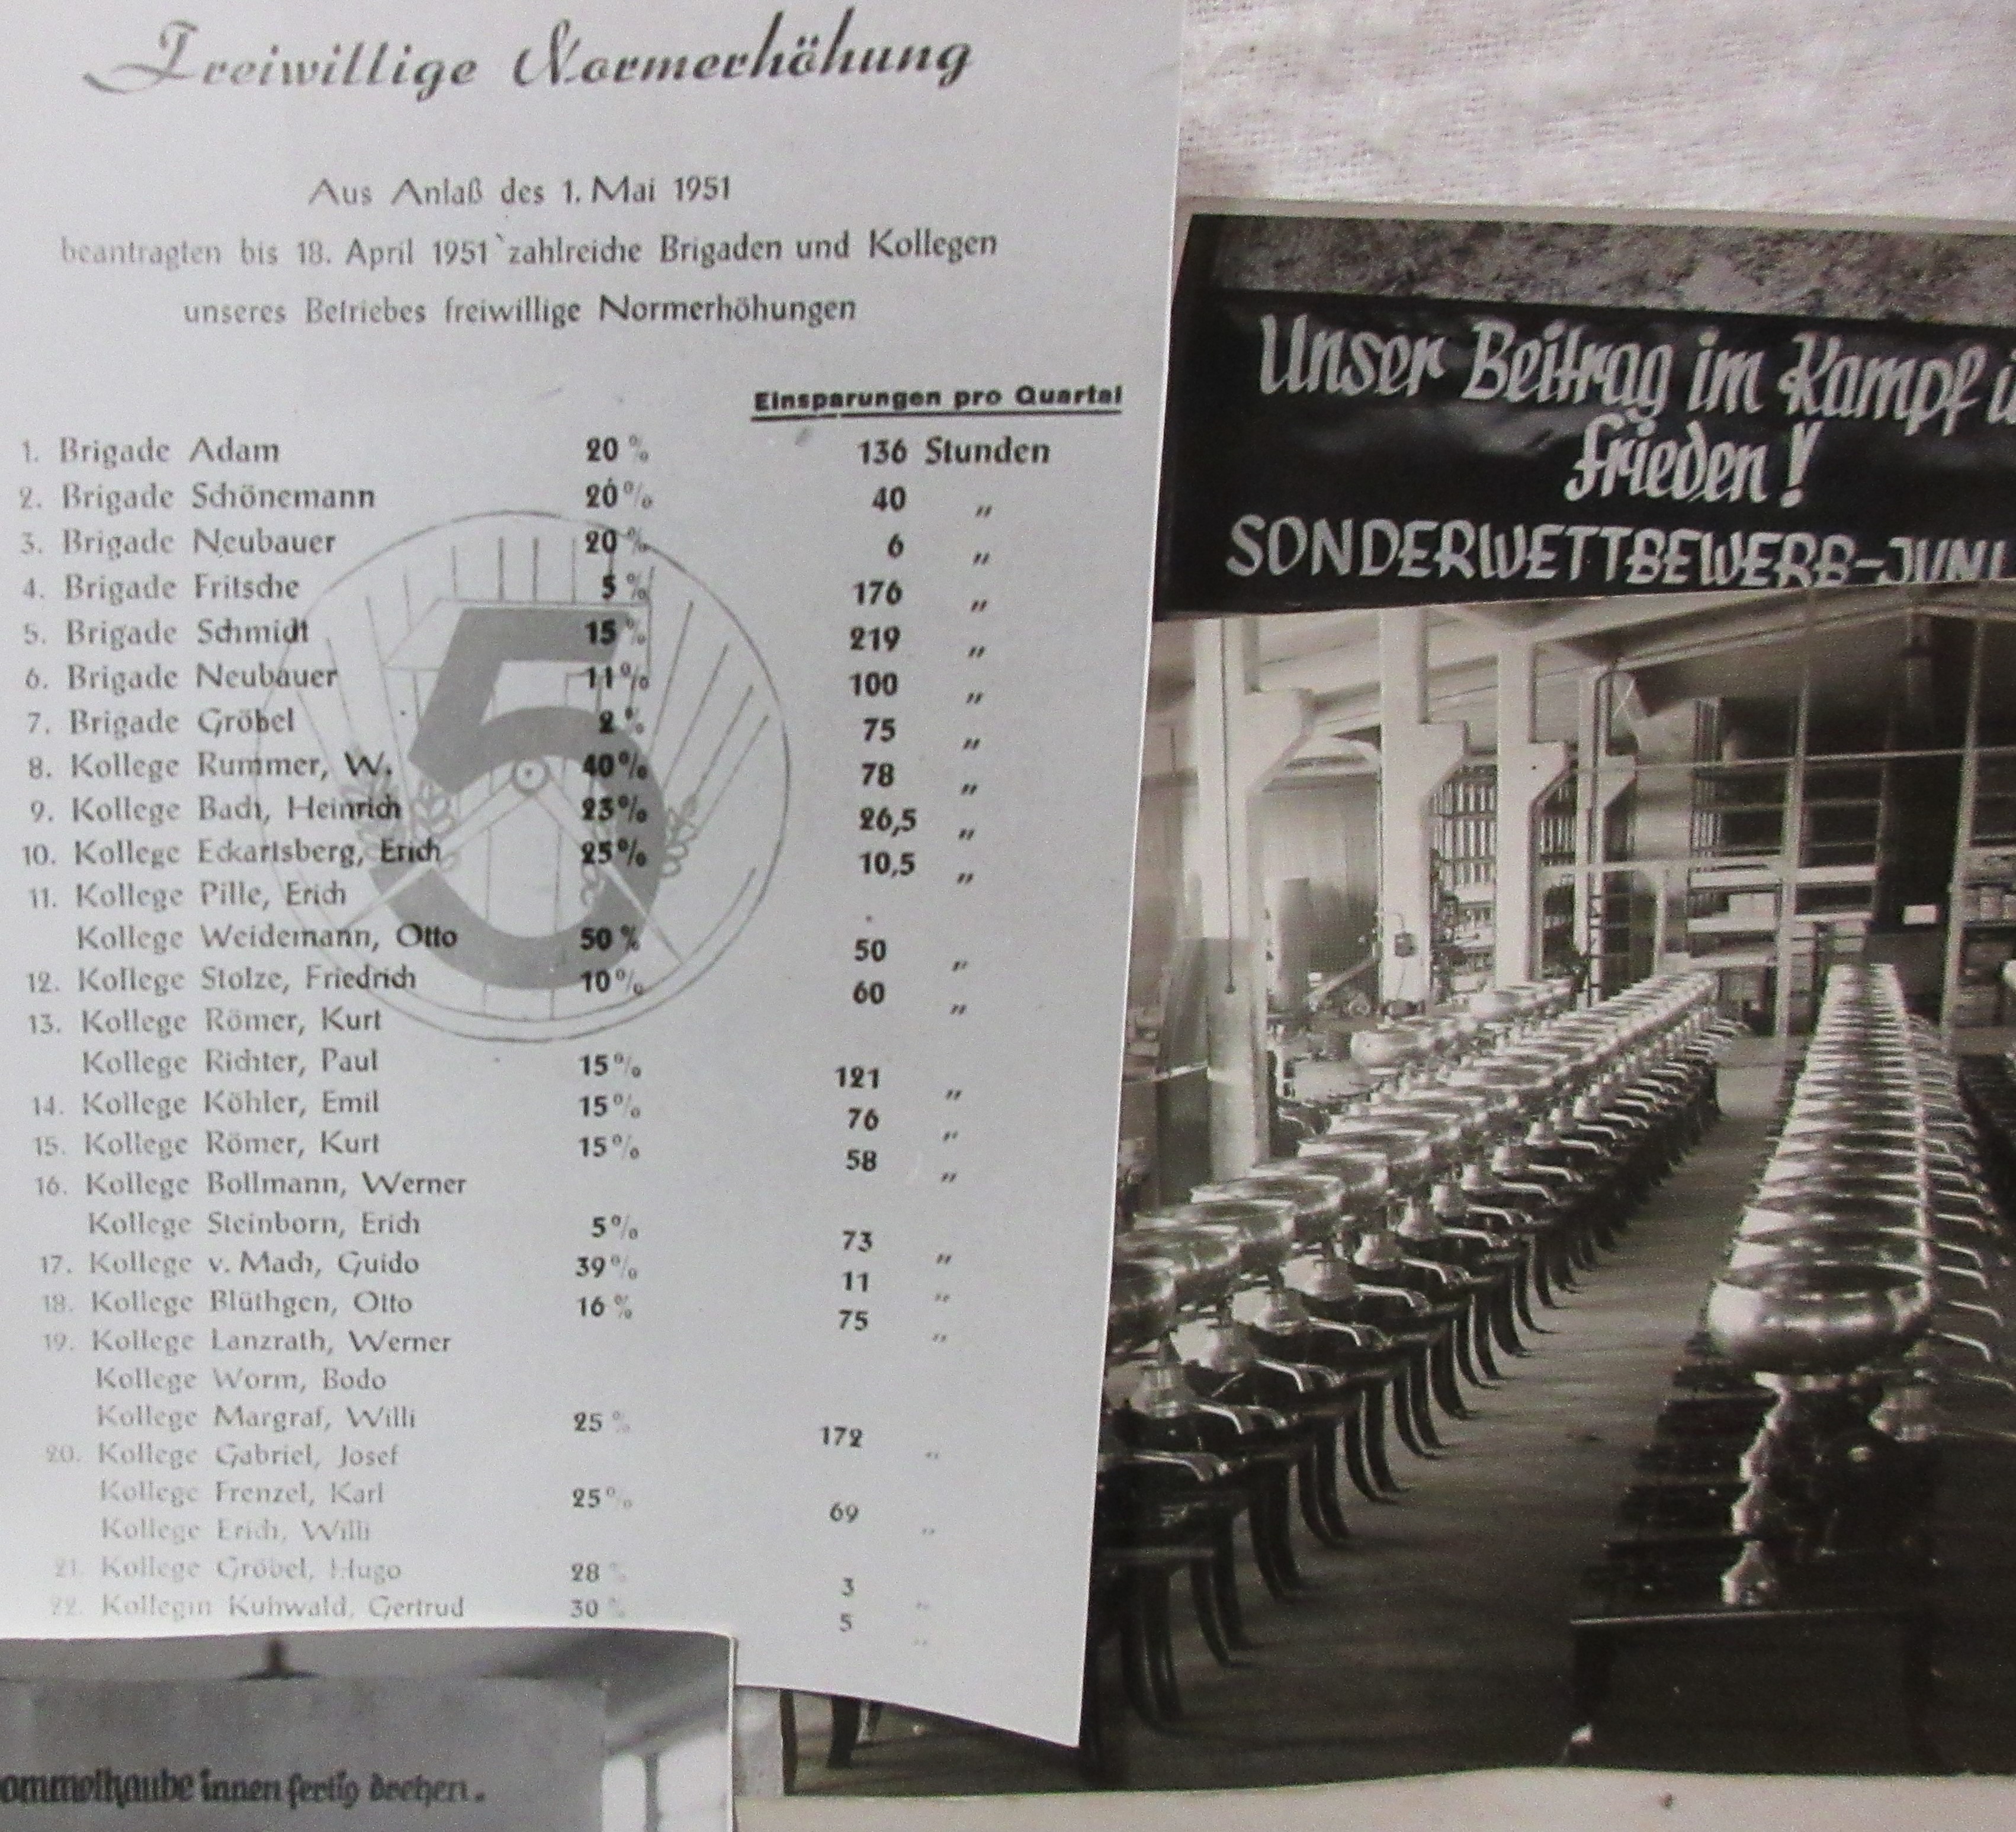 Freiwillige Normerhöhung
Aus Anlaß des 1. Mai 1951
beantragten bis 18. April 1951 zahlreiche Brigaden und Kollegen
unseres Betriebes freiwillige Normerhöhungen
Einsparungen pro Quartal
1. Brigade Adam 20 % 136 Stunden
2. Brigade Schönemann 20 % 40 „
3. Brigade Neubauer 20 % 6 „
4. Brigade Fritsche 5 % 176 „
5. Brigade Schmidt 15 % 219 „
6. Brigade Neubauer 11 % 100 „
7. Brigade Gröbel 2 % 75 „
8. Kollege Rummer, W. 40 % 78 „
9. Kollege Bach, Heinrich 23 % 26,5 „
10. Kollege Eckartsberg, Erich 25 % 10,5 „
11. Kollege Pille, Erich
Kollege Weidemann, Otto 50 % 50 „
12. Kollege Stolze, Friedrich 10 % 60 „
13. Kollege Römer, Kurt
Kollege Richter, Paul 15 % 121 „
14. Kollege Köhler, Emil 15 % 76 „
15. Kollege Römer, Kurt 15 % 58 „
16. Kollege Bollmann, Werner
Kollege Steinborn, Erich 5 % 73 „
17. Kollege v. Mach, Guido 39 % 11 „
18. Kollege Blüthgen, Otto 16 % 75 „
19. Kollege Lanzrath, Werner
Kollege Worm, Bodo
Kollege Margraf, Willi 25 % 172 „
20. Kollege Gabriel, Josef
Kollege Frenzel, Karl 25 % 69 „
Kollege Erich, Willi
21. Kollege Gröbel, Hugo 28 % 3 „
22. Kollegin Kuhwald, Gertrud 30 % 5 „
5
Unser Beitrag im Kampf
Frieden!
SONDERWETTBEWERB-JUNI
ommelhaube innen fertig drehen.